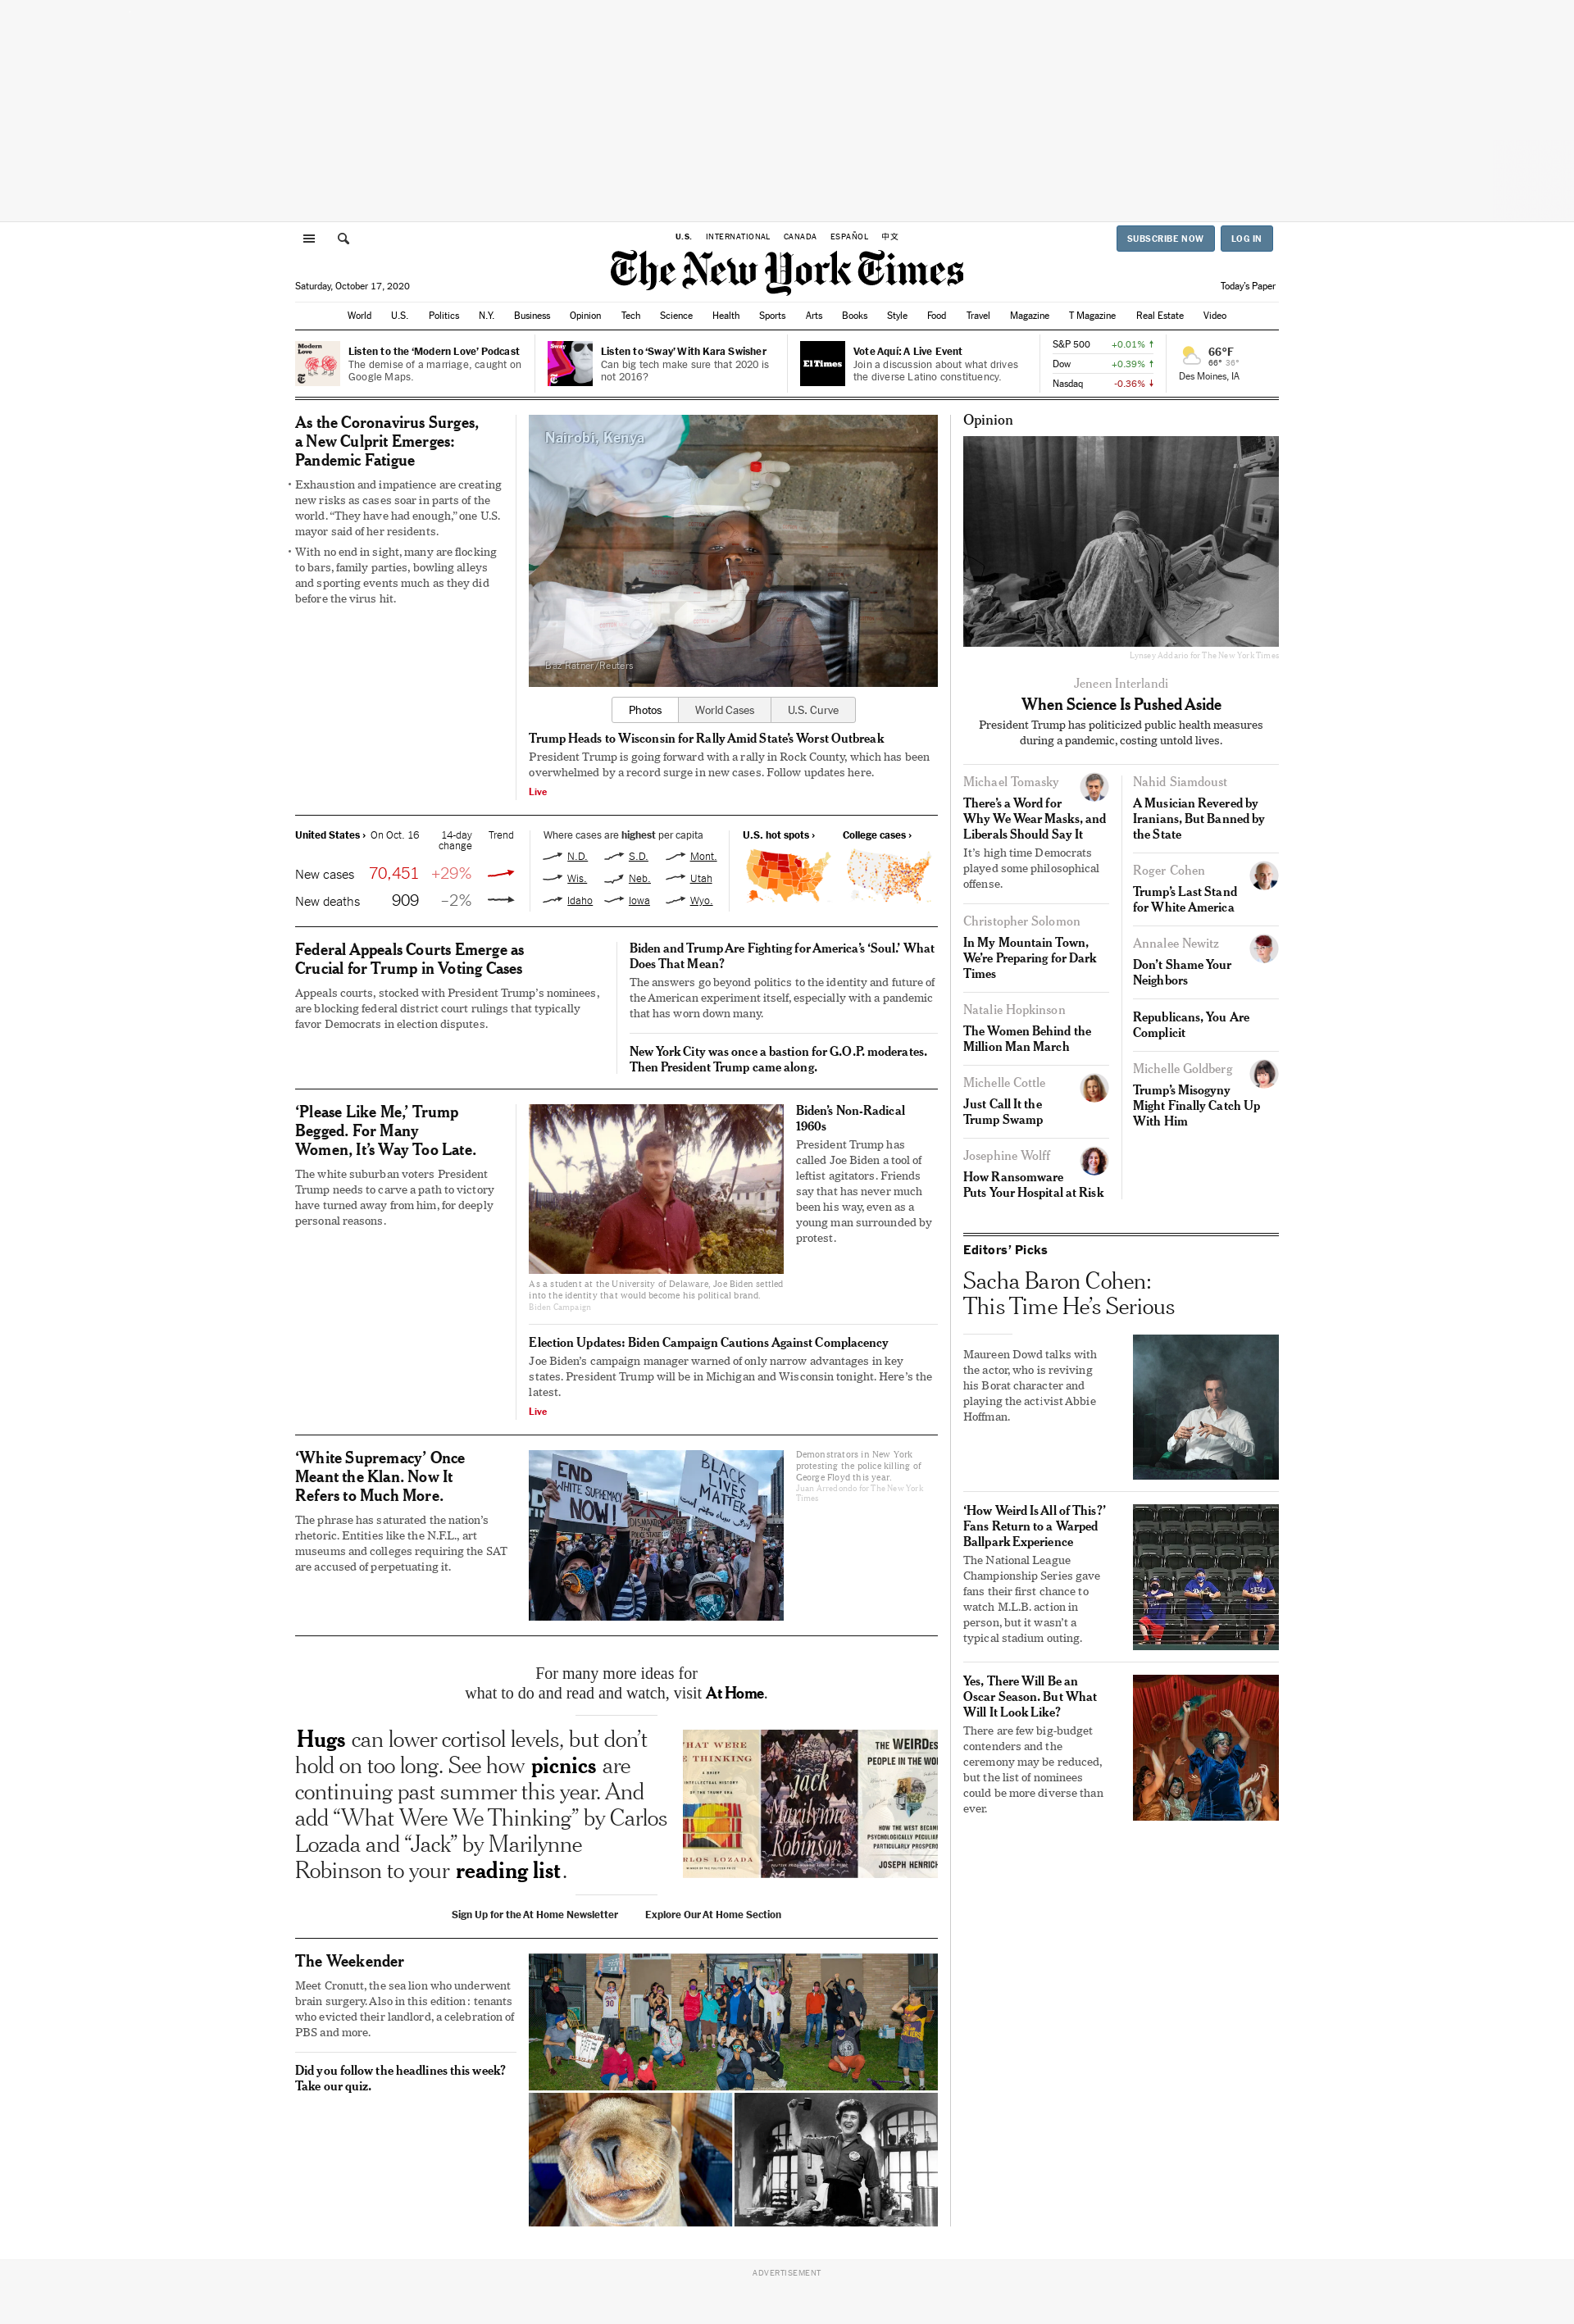 U.S. INTERNATIONAL CANADA ESPAÑOL 中文
SUBSCRIBE NOW LOG IN
The New York Times
Saturday, October 17, 2020
Today's Paper
World U.S. Politics N.Y. Business Opinion Tech Science Health Sports Arts Books Style Food Travel Magazine T Magazine Real Estate Video
Modern
Love
Listen to the ‘Modern Love’ Podcast
The demise of a marriage, caught on
Google Maps.
Sway
Listen to ‘Sway’ With Kara Swisher
Can big tech make sure that 2020 is
not 2016?
El Times
Vote Aquí: A Live Event
Join a discussion about what drives
the diverse Latino constituency.
S&P 500 +0.01% ↑
Dow +0.39% ↑
Nasdaq -0.36% ↓
66°F
66° 36°
Des Moines, IA
As the Coronavirus Surges,
a New Culprit Emerges:
Pandemic Fatigue
• Exhaustion and impatience are creating
new risks as cases soar in parts of the
world. “They have had enough,” one U.S.
mayor said of her residents.
• With no end in sight, many are flocking
to bars, family parties, bowling alleys
and sporting events much as they did
before the virus hit.
Nairobi, Kenya
Baz Ratner/Reuters
Photos World Cases U.S. Curve
Trump Heads to Wisconsin for Rally Amid State’s Worst Outbreak
President Trump is going forward with a rally in Rock County, which has been
overwhelmed by a record surge in new cases. Follow updates here.
Live
United States › On Oct. 16 14-day
change Trend
New cases 70,451 +29%
New deaths 909 –2%
Where cases are highest per capita
N.D. S.D. Mont.
Wis. Neb. Utah
Idaho Iowa Wyo.
U.S. hot spots › College cases ›
Federal Appeals Courts Emerge as
Crucial for Trump in Voting Cases
Appeals courts, stocked with President Trump’s nominees,
are blocking federal district court rulings that typically
favor Democrats in election disputes.
Biden and Trump Are Fighting for America’s ‘Soul.’ What
Does That Mean?
The answers go beyond politics to the identity and future of
the American experiment itself, especially with a pandemic
that has worn down many.
New York City was once a bastion for G.O.P. moderates.
Then President Trump came along.
‘Please Like Me,’ Trump
Begged. For Many
Women, It’s Way Too Late.
The white suburban voters President
Trump needs to carve a path to victory
have turned away from him, for deeply
personal reasons.
As a student at the University of Delaware, Joe Biden settled
into the identity that would become his political brand.
Biden Campaign
Biden’s Non-Radical
1960s
President Trump has
called Joe Biden a tool of
leftist agitators. Friends
say that has never much
been his way, even as a
young man surrounded by
protest.
Election Updates: Biden Campaign Cautions Against Complacency
Joe Biden’s campaign manager warned of only narrow advantages in key
states. President Trump will be in Michigan and Wisconsin tonight. Here’s the
latest.
Live
‘White Supremacy’ Once
Meant the Klan. Now It
Refers to Much More.
The phrase has saturated the nation’s
rhetoric. Entities like the N.F.L., art
museums and colleges requiring the SAT
are accused of perpetuating it.
END
WHITE SUPREMACY
NOW!
BLACK
LIVES
MATTER
Demonstrators in New York
protesting the police killing of
George Floyd this year.
Juan Arredondo for The New York
Times
For many more ideas for
what to do and read and watch, visit At Home.
Hugs can lower cortisol levels, but don’t
hold on too long. See how picnics are
continuing past summer this year. And
add “What Were We Thinking” by Carlos
Lozada and “Jack” by Marilynne
Robinson to your reading list.
HAT WERE
THINKING
A BRIEF
INTELLECTUAL HISTORY
OF THE TRUMP ERA
RLOS LOZADA
Jack
Marilynne
Robinson
THE WEIRDES
PEOPLE IN THE WO
HOW THE WEST BECAM
PSYCHOLOGICALLY PECULIA
PARTICULARLY PROSPERO
JOSEPH HENRICH
Sign Up for the At Home Newsletter Explore Our At Home Section
The Weekender
Meet Cronutt, the sea lion who underwent
brain surgery. Also in this edition: tenants
who evicted their landlord, a celebration of
PBS and more.
Did you follow the headlines this week?
Take our quiz.
Opinion
Lynsey Addario for The New York Times
Jeneen Interlandi
When Science Is Pushed Aside
President Trump has politicized public health measures
during a pandemic, costing untold lives.
Michael Tomasky
There’s a Word for
Why We Wear Masks, and
Liberals Should Say It
It’s high time Democrats
played some philosophical
offense.
Christopher Solomon
In My Mountain Town,
We’re Preparing for Dark
Times
Natalie Hopkinson
The Women Behind the
Million Man March
Michelle Cottle
Just Call It the
Trump Swamp
Josephine Wolff
How Ransomware
Puts Your Hospital at Risk
Nahid Siamdoust
A Musician Revered by
Iranians, But Banned by
the State
Roger Cohen
Trump’s Last Stand
for White America
Annalee Newitz
Don’t Shame Your
Neighbors
Republicans, You Are
Complicit
Michelle Goldberg
Trump’s Misogyny
Might Finally Catch Up
With Him
Editors’ Picks
Sacha Baron Cohen:
This Time He’s Serious
Maureen Dowd talks with
the actor, who is reviving
his Borat character and
playing the activist Abbie
Hoffman.
‘How Weird Is All of This?’
Fans Return to a Warped
Ballpark Experience
The National League
Championship Series gave
fans their first chance to
watch M.L.B. action in
person, but it wasn’t a
typical stadium outing.
Yes, There Will Be an
Oscar Season. But What
Will It Look Like?
There are few big-budget
contenders and the
ceremony may be reduced,
but the list of nominees
could be more diverse than
ever.
ADVERTISEMENT